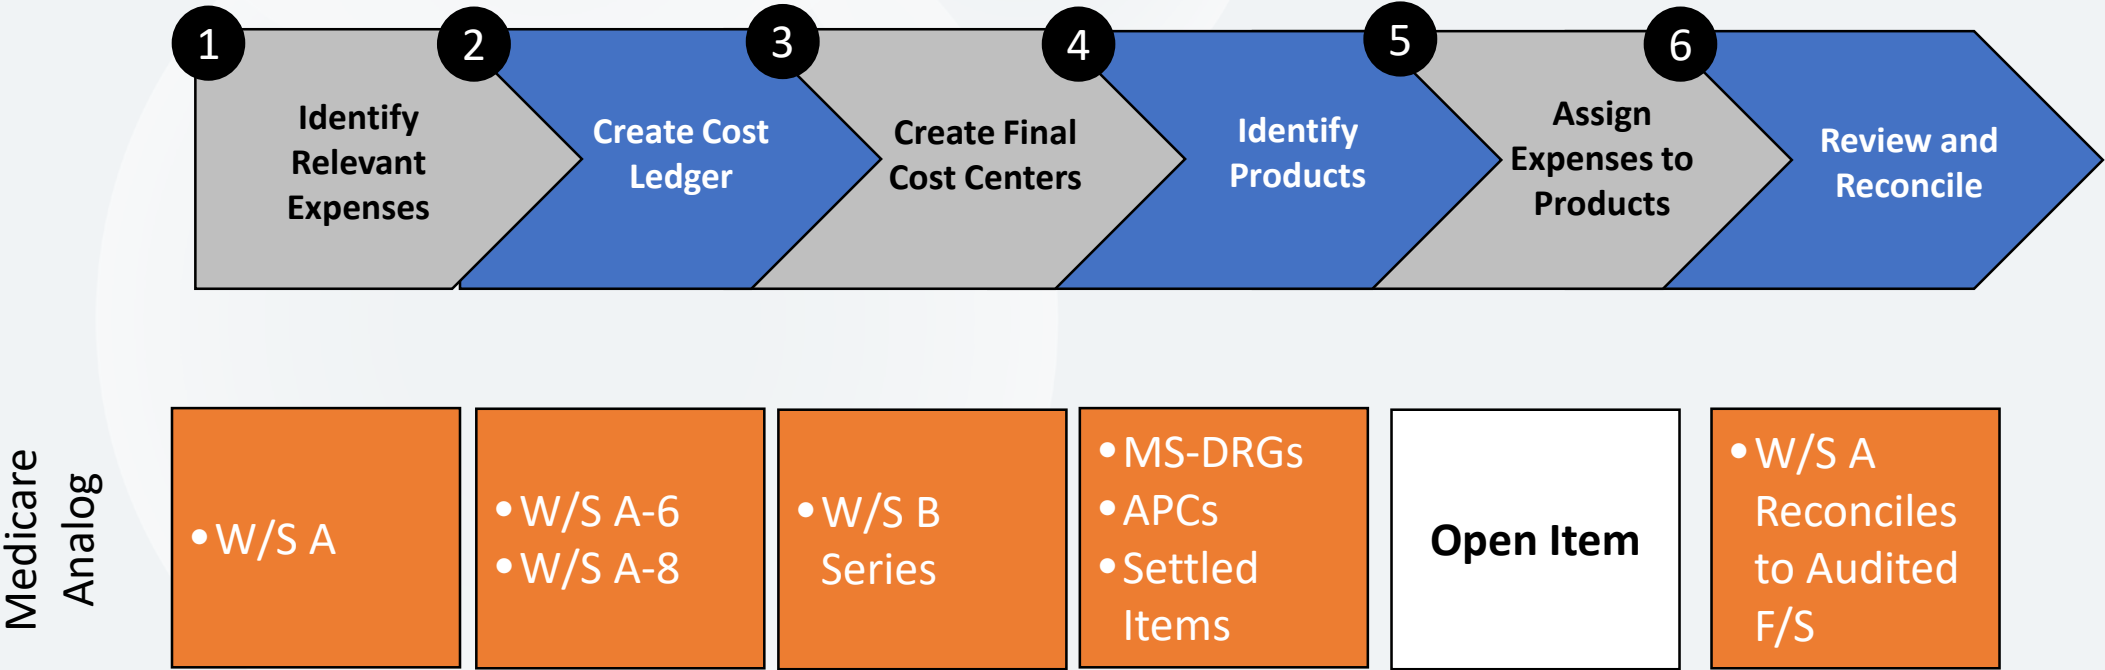 1
2
3
4
5
6
Identify
Relevant
Expenses
Create Cost
Ledger
Create Final
Cost Centers
Identify
Products
Assign
Expenses to
Products
Review and
Reconcile
Medicare
Analog
• W/S A
• W/S A-6
• W/S A-8
• W/S B
Series
• MS-DRGs
• APCs
• Settled
Items
Open Item
• W/S A
Reconciles
to Audited
F/S